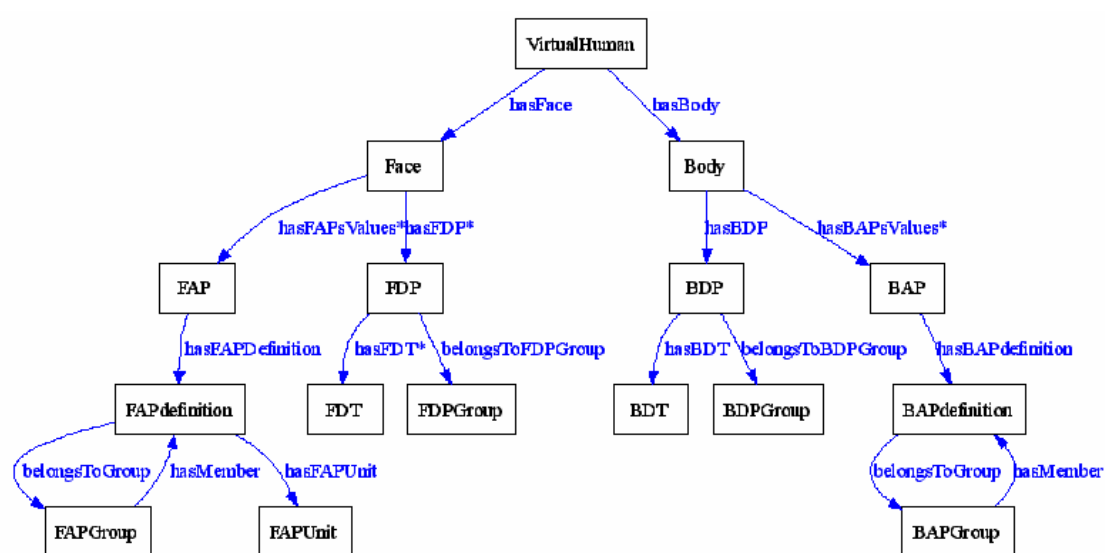 VirtualHuman
hasFace hasBody
Face Body
hasFAPsValues* hasFDP* hasBDP hasBAPsValues*
FAP FDP BDP BAP
hasFAPDefinition hasFDT* belongsToFDPGroup hasBDT belongsToBDPGroup hasBAPdefinition
FAPdefinition FDT FDPGroup BDT BDPGroup BAPdefinition
belongsToGroup hasMember hasFAPUnit belongsToGroup hasMember
FAPGroup FAPUnit BAPGroup